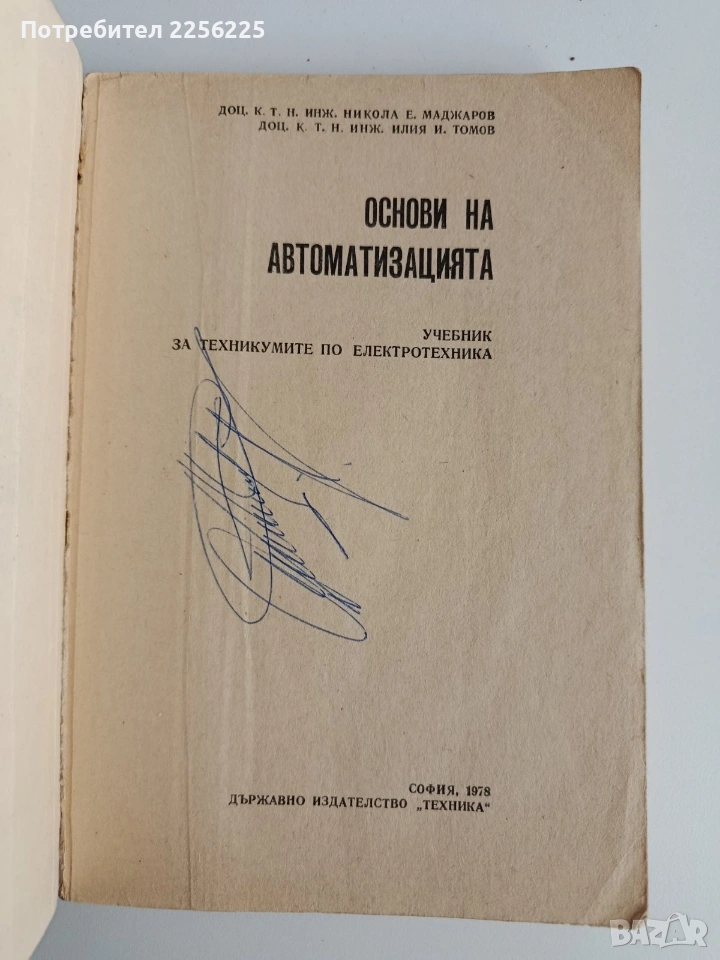 Потребител 2256225
ДОЦ. К. Т. Н. ИНЖ. НИКОЛА Е. МАДЖАРОВ
ДОЦ. К. Т. Н. ИНЖ. ИЛИЯ И. ТОМОВ
ОСНОВИ НА
АВТОМАТИЗАЦИЯТА
УЧЕБНИК
ЗА ТЕХНИКУМИТЕ ПО ЕЛЕКТРОТЕХНИКА
СОФИЯ, 1978
ДЪРЖАВНО ИЗДАТЕЛСТВО „ТЕХНИКА“
BAZAR